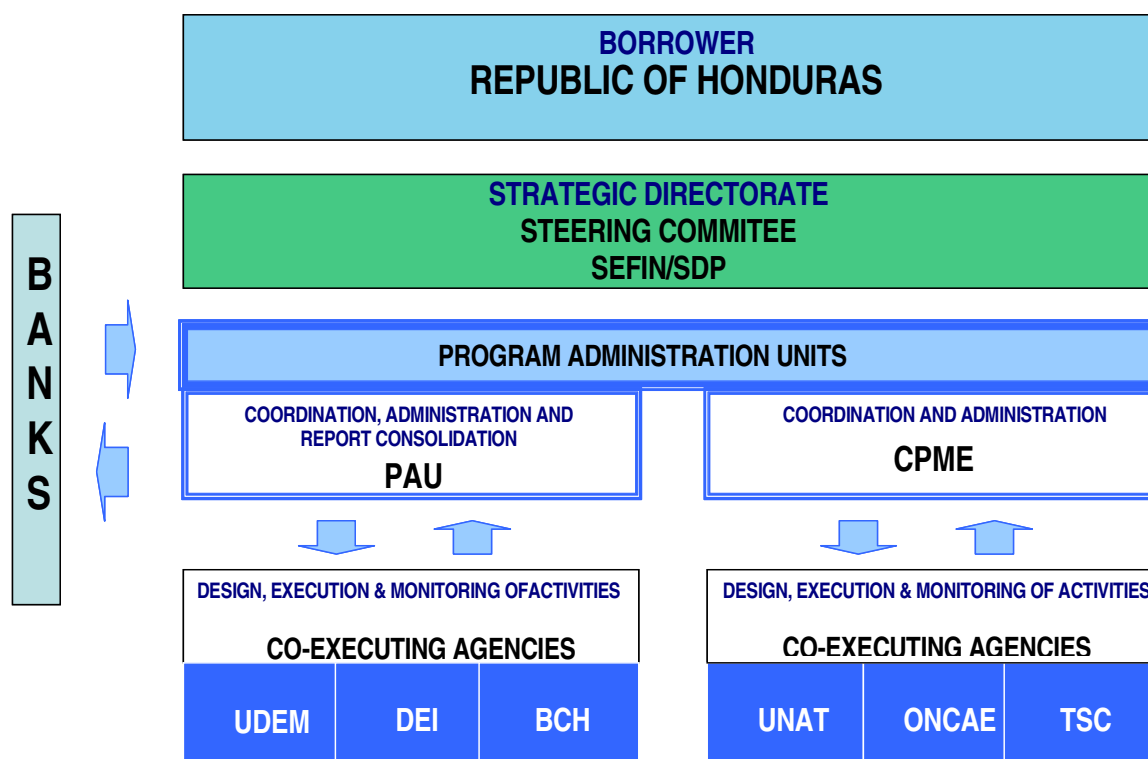 BORROWER
REPUBLIC OF HONDURAS
STRATEGIC DIRECTORATE
STEERING COMMITEE
SEFIN/SDP
BANKS
PROGRAM ADMINISTRATION UNITS
COORDINATION, ADMINISTRATION AND
REPORT CONSOLIDATION
PAU
COORDINATION AND ADMINISTRATION
CPME
DESIGN, EXECUTION & MONITORING OFACTIVITIES
CO-EXECUTING AGENCIES
UDEM DEI BCH
DESIGN, EXECUTION & MONITORING OF ACTIVITIES
CO-EXECUTING AGENCIES
UNAT ONCAE TSC